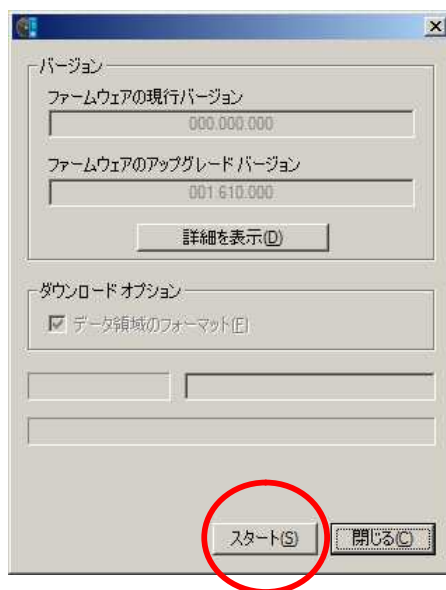 バージョン
ファームウェアの現行バージョン
000.000.000
ファームウェアのアップグレード バージョン
001.610.000
詳細を表示(D)
ダウンロード オプション
データ領域のフォーマット(F)
スタート(S)
閉じる(C)